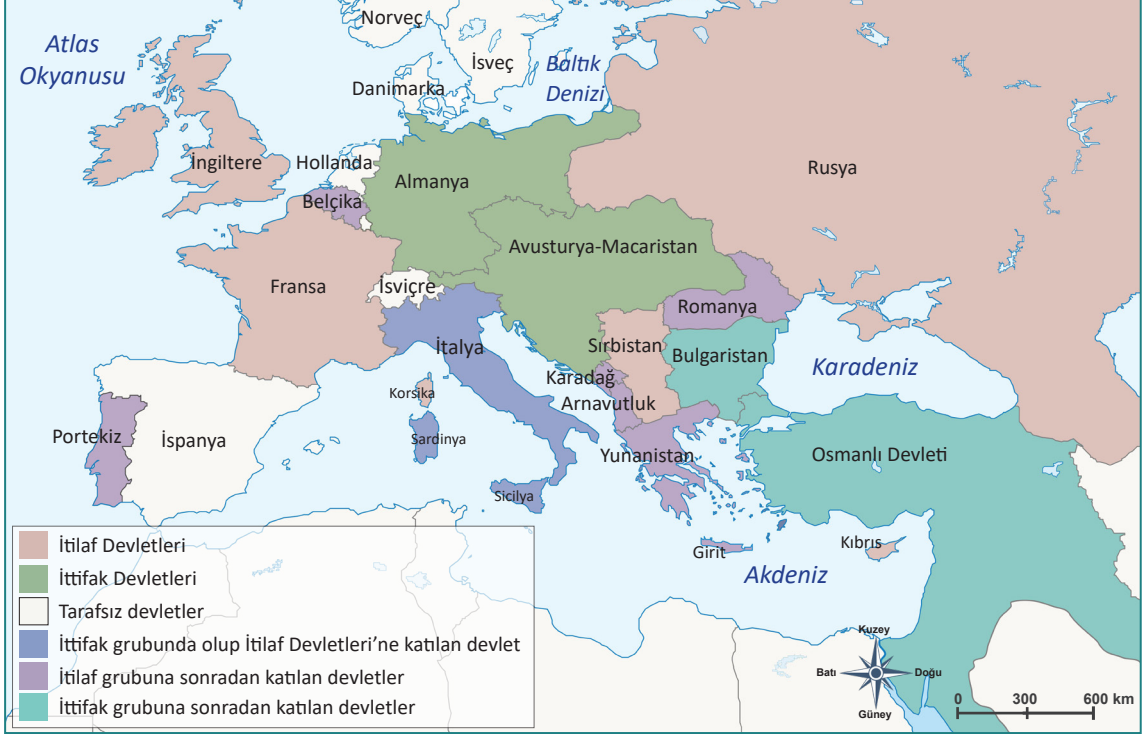 Norveç
Atlas
Okyanusu
İsveç
Baltık
Denizi
Danimarka
İngiltere
Hollanda
Almanya
Rusya
Belçika
Avusturya-Macaristan
Fransa
İsviçre
Romanya
İtalya
Sırbistan
Bulgaristan
Karadeniz
Karadağ
Korsika
Arnavutluk
Portekiz
İspanya
Sardinya
Yunanistan
Osmanlı Devleti
Sicilya
Girit
Kıbrıs
Akdeniz
İtilaf Devletleri
İttifak Devletleri
Tarafsız devletler
İttifak grubunda olup İtilaf Devletleri’ne katılan devlet
İtilaf grubuna sonradan katılan devletler
İttifak grubuna sonradan katılan devletler
Kuzey
Batı
Doğu
Güney
0 300 600 km